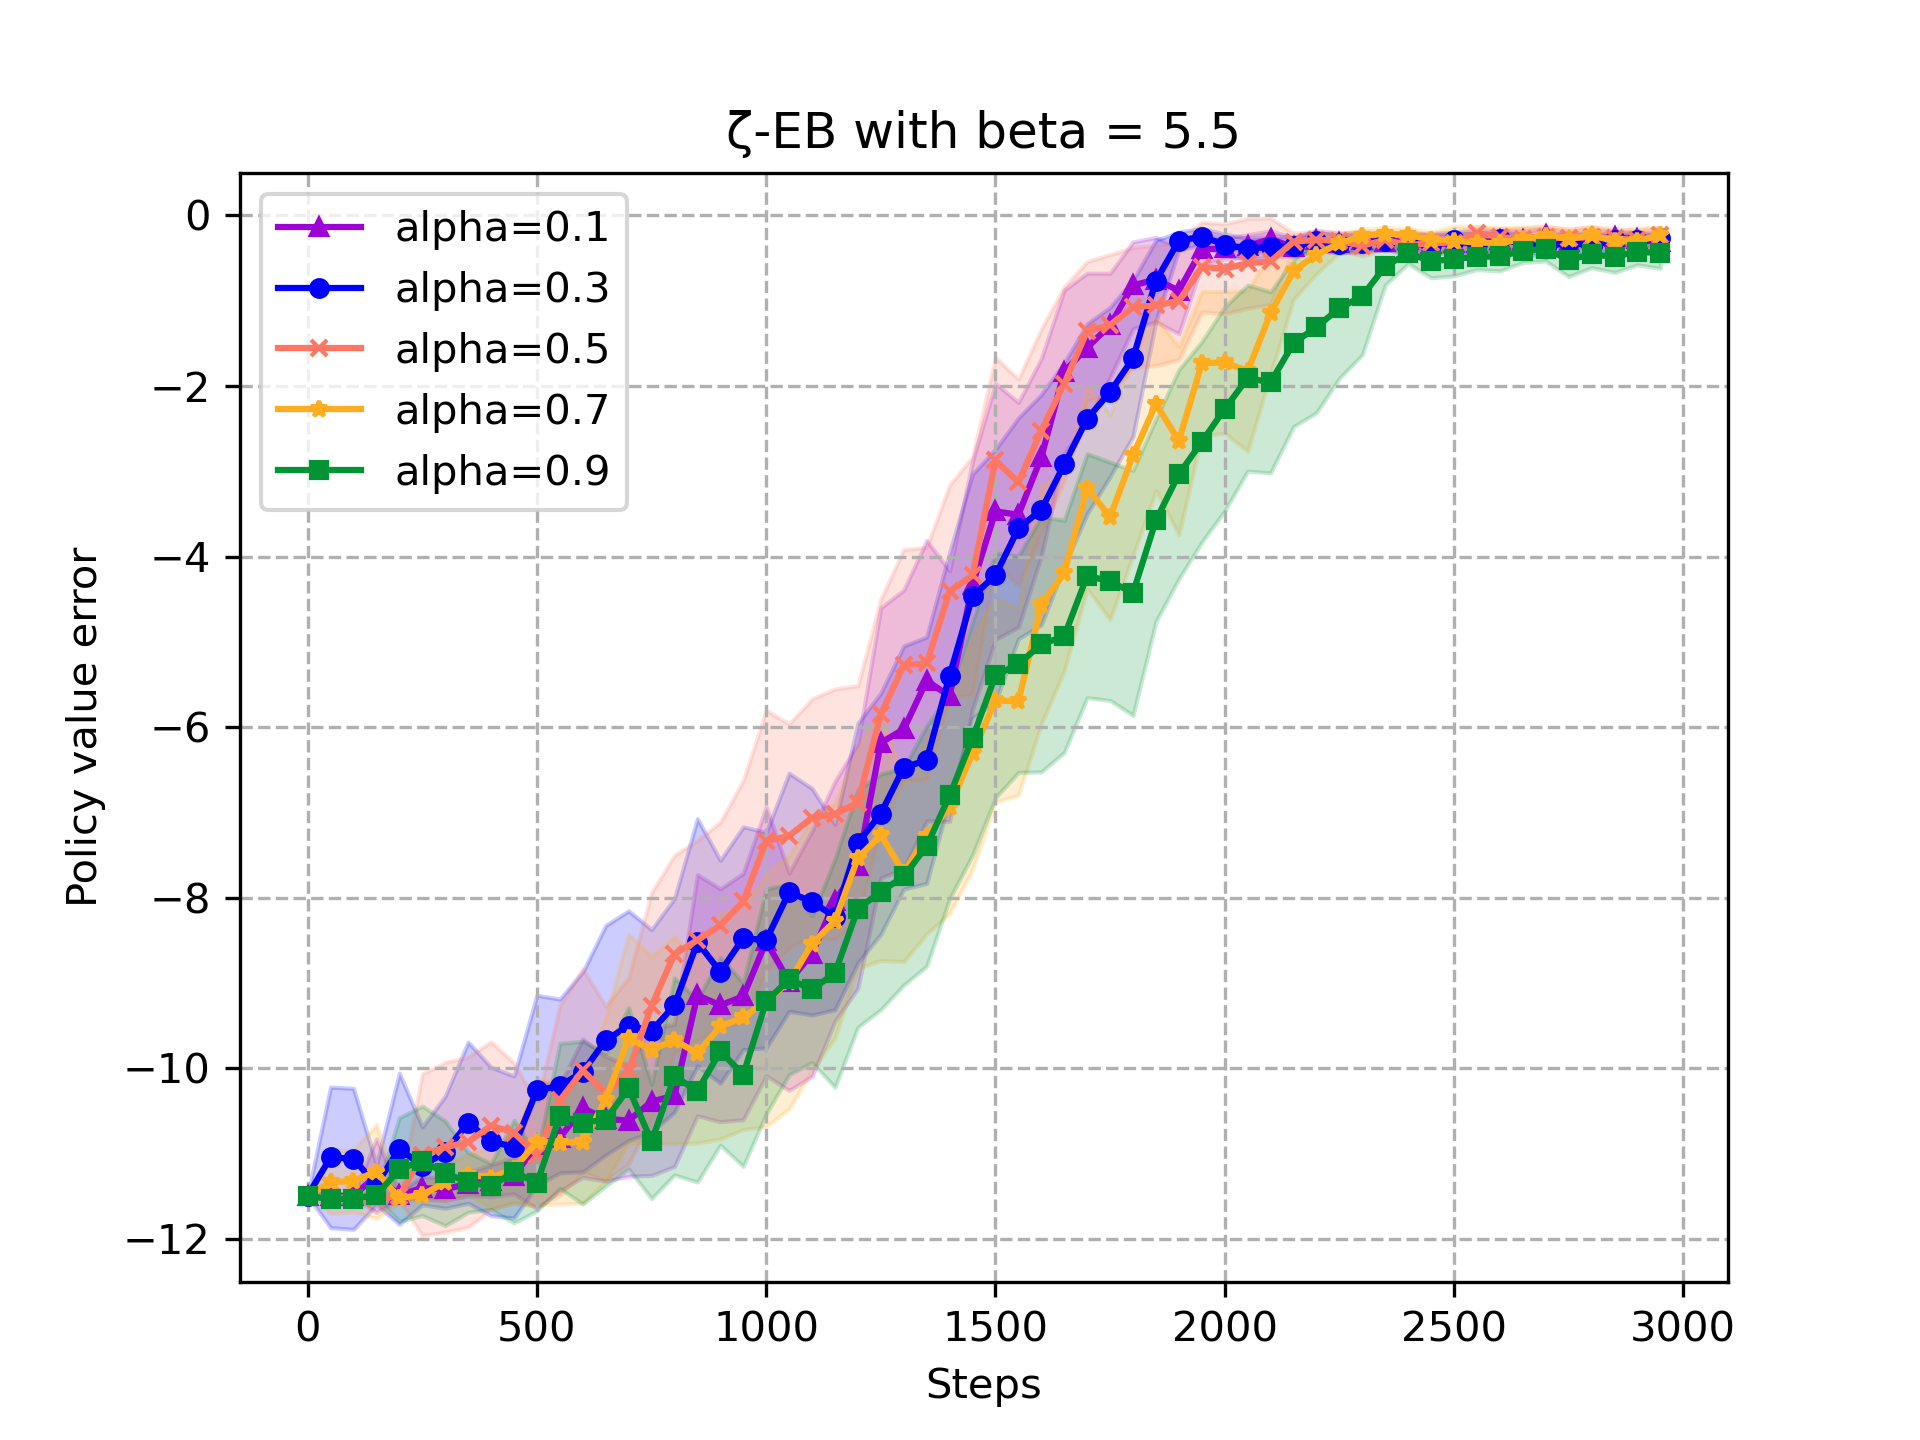 ζ-EB with beta = 5.5
alpha=0.1
alpha=0.3
alpha=0.5
alpha=0.7
alpha=0.9
Policy value error
0
−2
−4
−6
−8
−10
−12
0 500 1000 1500 2000 2500 3000
Steps